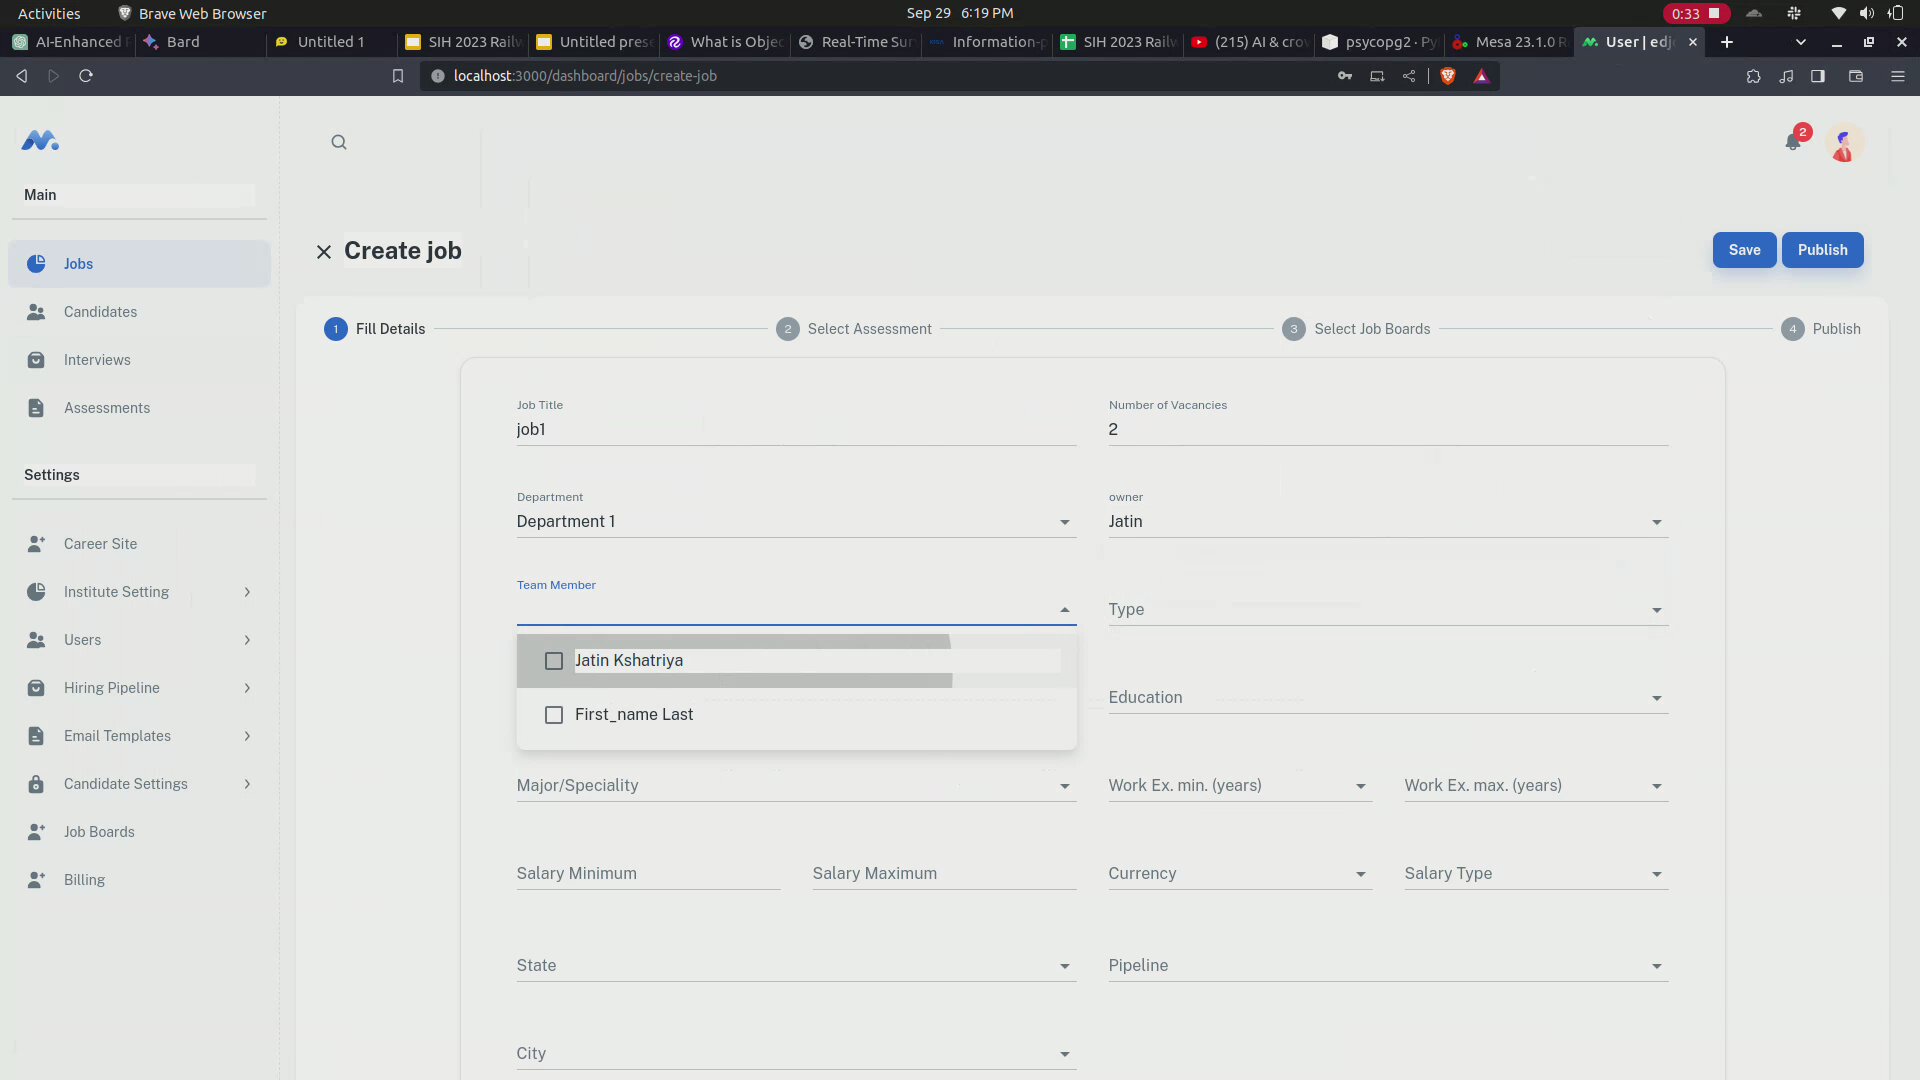 Activities
Brave Web Browser
Sep 29 6:19 PM
0:33
AI-Enhanced
Bard
Untitled 1
SIH 2023 Railw
Untitled prese
What is Objec
Real-Time Sur
Information-p
SIH 2023 Railw
(215) AI & crow
psycopg2 · Py
Mesa 23.1.0 R
User | edj
localhost:3000/dashboard/jobs/create-job
2
Main
Create job
Save
Publish
Jobs
Candidates
Interviews
Assessments
Settings
Career Site
Institute Setting
Users
Hiring Pipeline
Email Templates
Candidate Settings
Job Boards
Billing
1 Fill Details
2 Select Assessment
3 Select Job Boards
4 Publish
Job Title
job1
Number of Vacancies
2
Department
Department 1
owner
Jatin
Team Member
Type
Jatin Kshatriya
First_name Last
Education
Major/Speciality
Work Ex. min. (years)
Work Ex. max. (years)
Salary Minimum
Salary Maximum
Currency
Salary Type
State
Pipeline
City